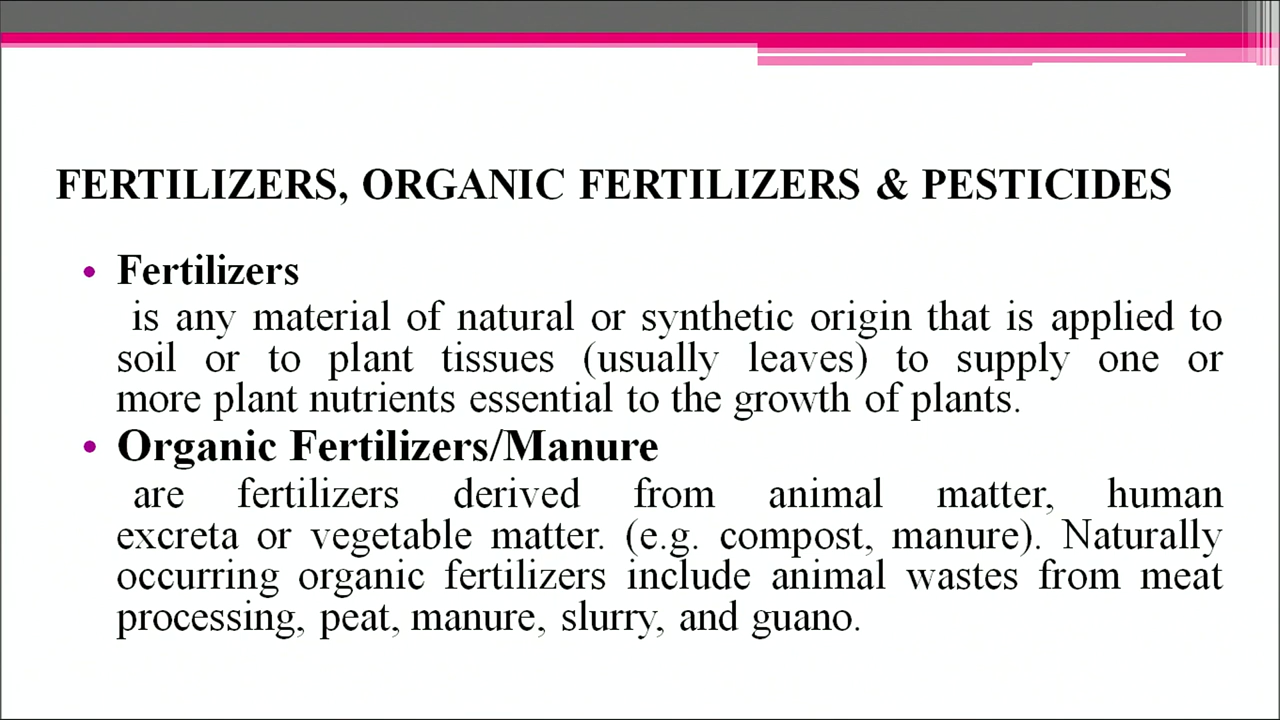 FERTILIZERS, ORGANIC FERTILIZERS & PESTICIDES
• Fertilizers
is any material of natural or synthetic origin that is applied to
soil or to plant tissues (usually leaves) to supply one or
more plant nutrients essential to the growth of plants.
• Organic Fertilizers/Manure
are fertilizers derived from animal matter, human
excreta or vegetable matter. (e.g. compost, manure). Naturally
occurring organic fertilizers include animal wastes from meat
processing, peat, manure, slurry, and guano.